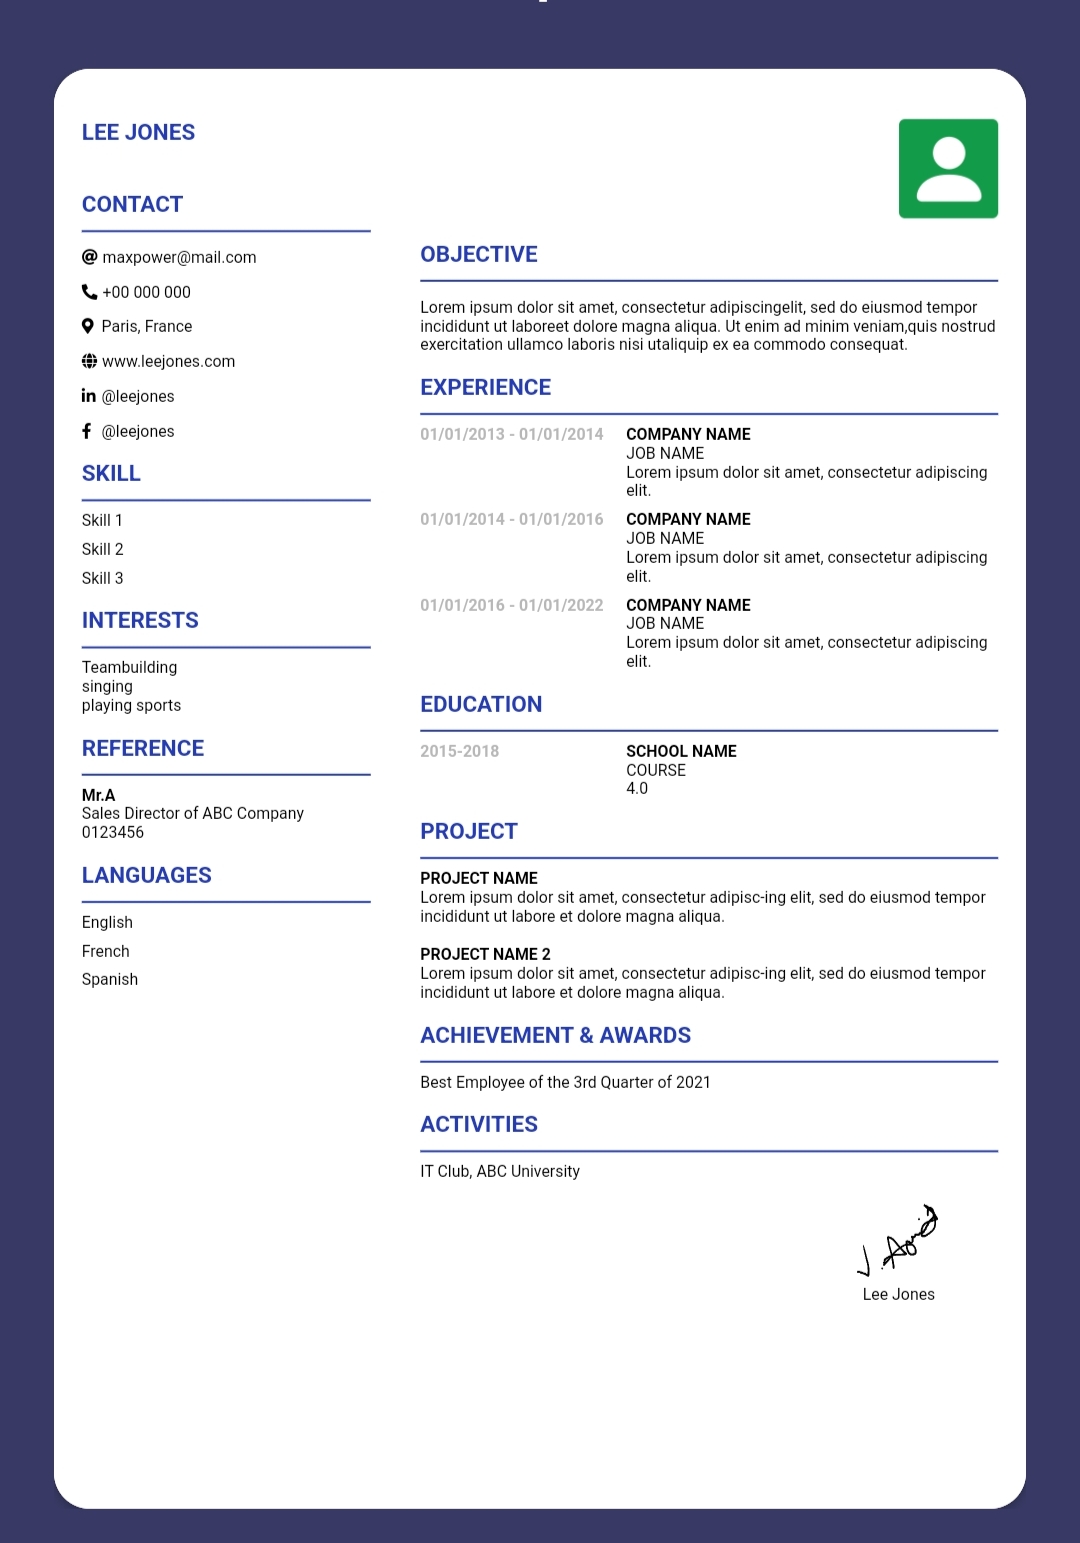 LEE JONES
CONTACT
maxpower@mail.com
+00 000 000
Paris, France
www.leejones.com
in @leejones
f @leejones
SKILL
Skill 1
Skill 2
Skill 3
INTERESTS
Teambuilding
singing
playing sports
REFERENCE
Mr.A
Sales Director of ABC Company
0123456
LANGUAGES
English
French
Spanish
OBJECTIVE
Lorem ipsum dolor sit amet, consectetur adipiscingelit, sed do eiusmod tempor
incididunt ut laboreet dolore magna aliqua. Ut enim ad minim veniam,quis nostrud
exercitation ullamco laboris nisi utaliquip ex ea commodo consequat.
EXPERIENCE
01/01/2013 - 01/01/2014 COMPANY NAME
JOB NAME
Lorem ipsum dolor sit amet, consectetur adipiscing
elit.
01/01/2014 - 01/01/2016 COMPANY NAME
JOB NAME
Lorem ipsum dolor sit amet, consectetur adipiscing
elit.
01/01/2016 - 01/01/2022 COMPANY NAME
JOB NAME
Lorem ipsum dolor sit amet, consectetur adipiscing
elit.
EDUCATION
2015-2018 SCHOOL NAME
COURSE
4.0
PROJECT
PROJECT NAME
Lorem ipsum dolor sit amet, consectetur adipisc-ing elit, sed do eiusmod tempor
incididunt ut labore et dolore magna aliqua.
PROJECT NAME 2
Lorem ipsum dolor sit amet, consectetur adipisc-ing elit, sed do eiusmod tempor
incididunt ut labore et dolore magna aliqua.
ACHIEVEMENT & AWARDS
Best Employee of the 3rd Quarter of 2021
ACTIVITIES
IT Club, ABC University
Lee Jones